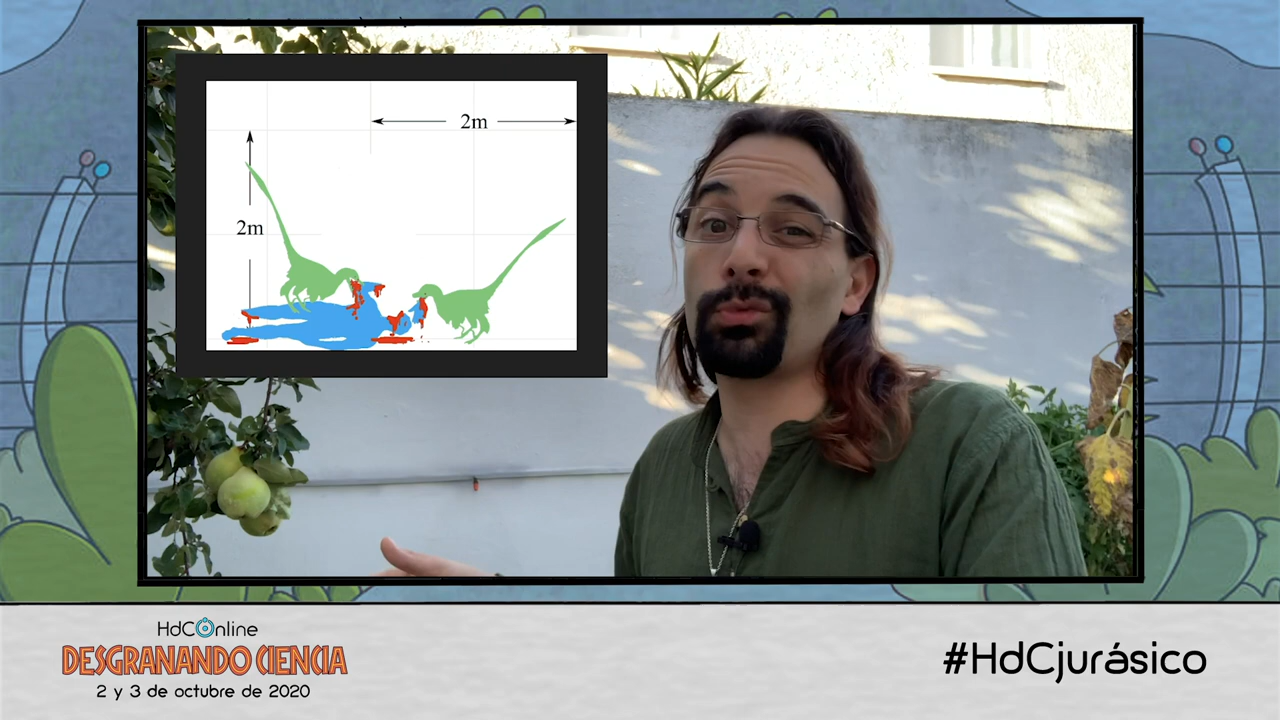 2m
2m
HdCOnline
DESGRANANDO CIENCIA
2 y 3 de octubre de 2020
#HdCjurásico